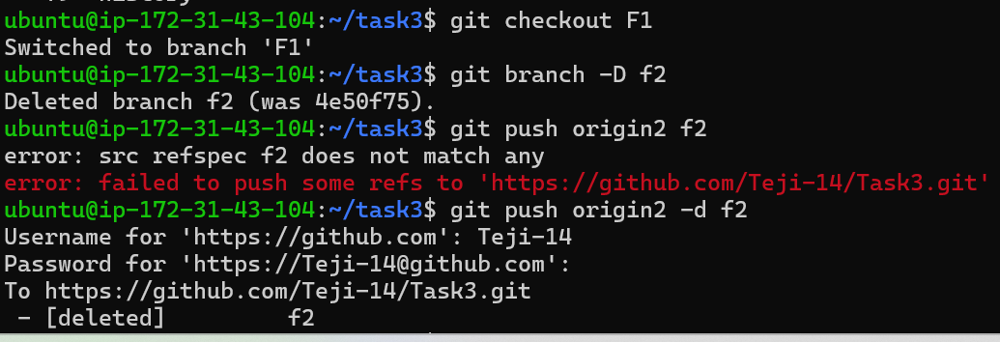 ubuntu@ip-172-31-43-104:~/task3$ git checkout F1
Switched to branch 'F1'
ubuntu@ip-172-31-43-104:~/task3$ git branch -D f2
Deleted branch f2 (was 4e50f75).
ubuntu@ip-172-31-43-104:~/task3$ git push origin2 f2
error: src refspec f2 does not match any
error: failed to push some refs to 'https://github.com/Teji-14/Task3.git'
ubuntu@ip-172-31-43-104:~/task3$ git push origin2 -d f2
Username for 'https://github.com': Teji-14
Password for 'https://Teji-14@github.com':
To https://github.com/Teji-14/Task3.git
 - [deleted]         f2